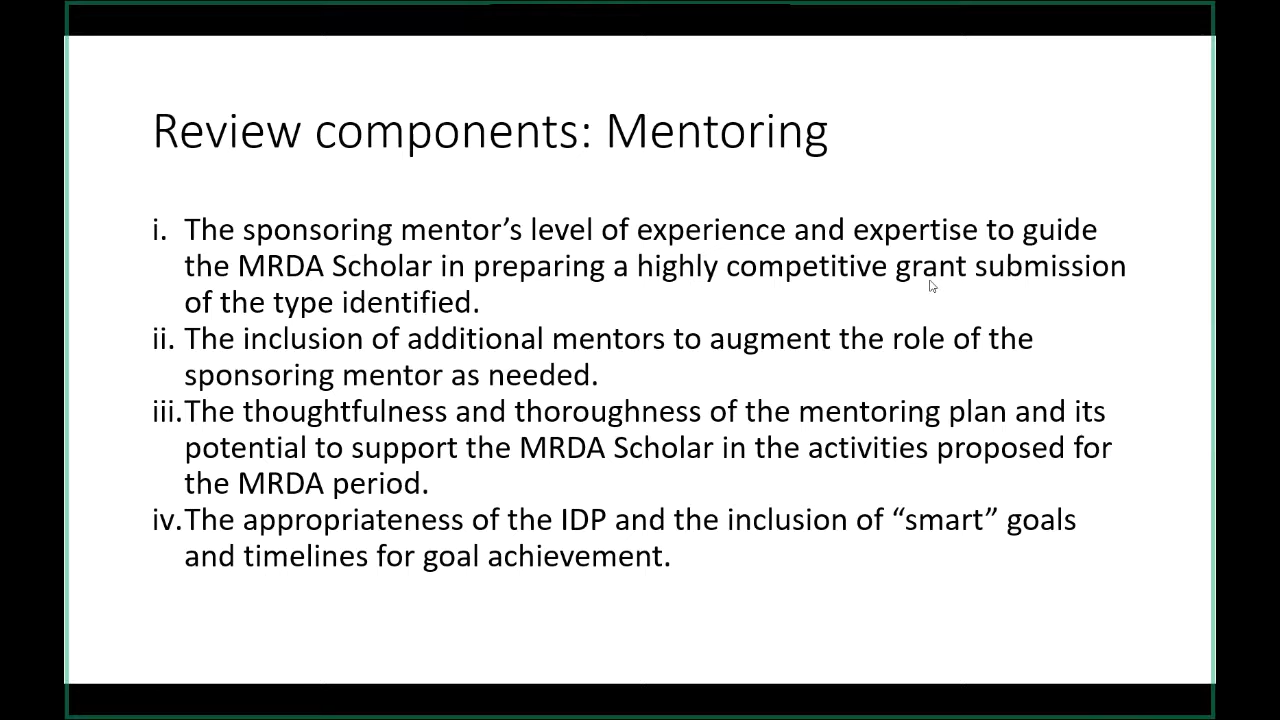 Review components: Mentoring
i. The sponsoring mentor’s level of experience and expertise to guide
the MRDA Scholar in preparing a highly competitive grant submission
of the type identified.
ii. The inclusion of additional mentors to augment the role of the
sponsoring mentor as needed.
iii.The thoughtfulness and thoroughness of the mentoring plan and its
potential to support the MRDA Scholar in the activities proposed for
the MRDA period.
iv.The appropriateness of the IDP and the inclusion of “smart” goals
and timelines for goal achievement.